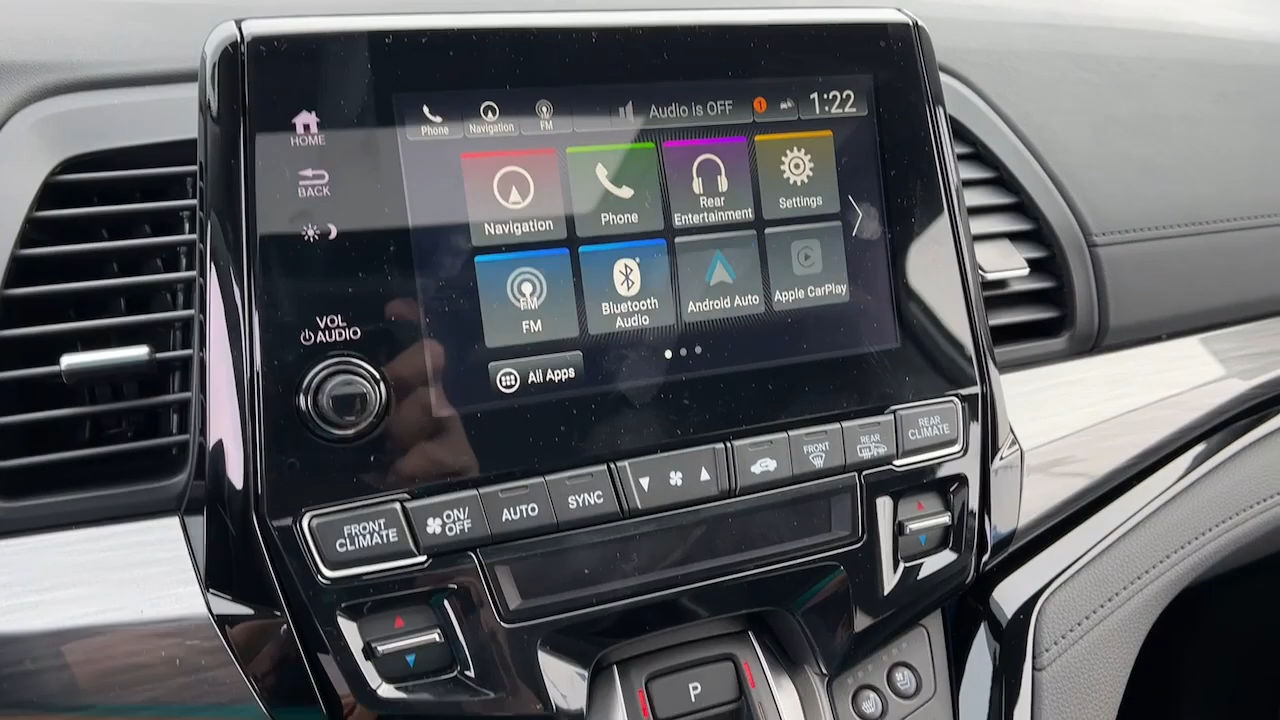 Phone
Navigation
FM
Audio is OFF
1
1:22
HOME
BACK
Navigation
Phone
Rear
Entertainment
Settings
FM
FM
Bluetooth
Audio
Android Auto
Apple CarPlay
All Apps
VOL
AUDIO
FRONT
CLIMATE
ON/
OFF
AUTO
SYNC
FRONT
REAR
REAR
CLIMATE
P